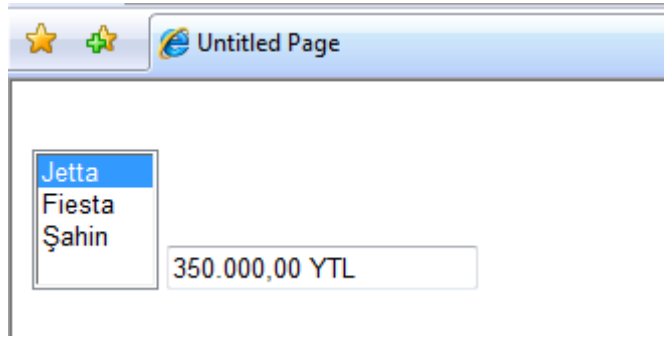 Untitled Page
Jetta
Fiesta
Şahin
350.000,00 YTL